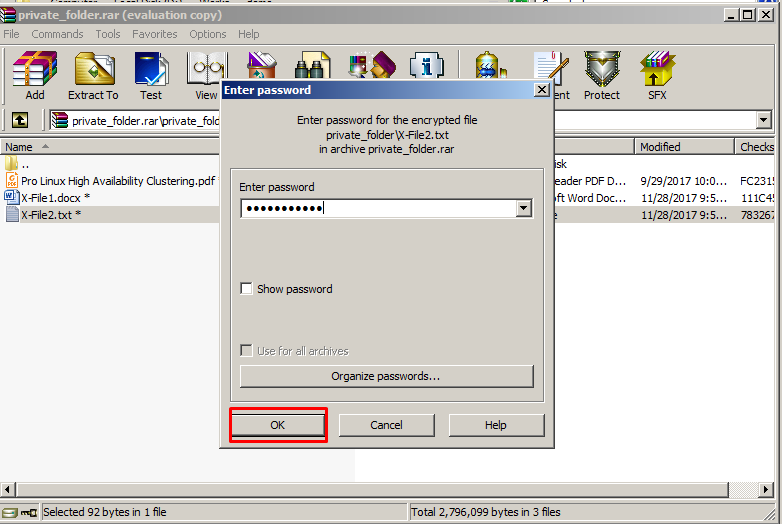 private_folder.rar (evaluation copy)
File Commands Tools Favorites Options Help
Add Extract To Test View Protect SFX
private_folder.rar\private_fold
Name Modified Checks
..
Pro Linux High Availability Clustering.pdf * eader PDF D... 9/29/2017 10:0... FC2315
X-File1.docx * oft Word Doc... 11/28/2017 9:5... 111C45
X-File2.txt * 11/28/2017 9:5... 783267
Enter password
Enter password for the encrypted file
private_folder\X-File2.txt
in archive private_folder.rar
Enter password
●●●●●●●●●●●
Show password
Use for all archives
Organize passwords...
OK Cancel Help
Selected 92 bytes in 1 file Total 2,796,099 bytes in 3 files